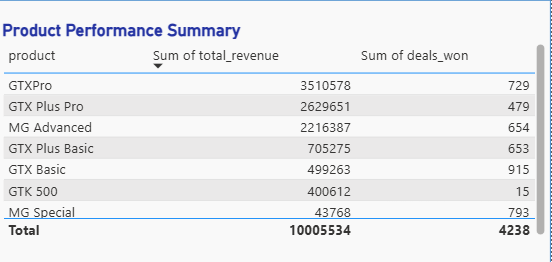 Product Performance Summary
product Sum of total_revenue Sum of deals_won
GTXPro 3510578 729
GTX Plus Pro 2629651 479
MG Advanced 2216387 654
GTX Plus Basic 705275 653
GTX Basic 499263 915
GTK 500 400612 15
MG Special 43768 793
Total 10005534 4238